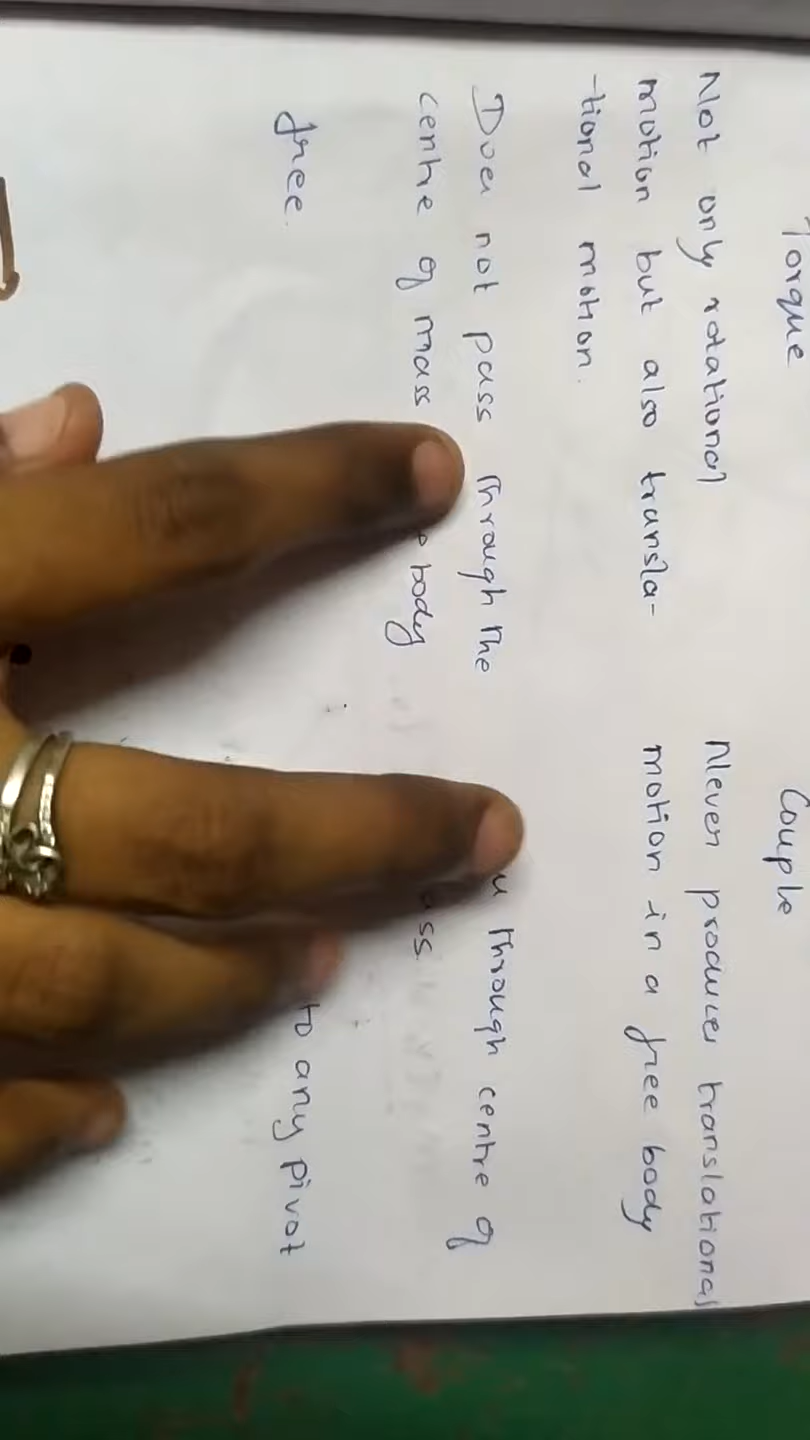 Torque
Not only rotational
motion but also transla-
-tional motion.
Does not pass through the
centre of mass body
free.
Couple
Never produces translational
motion in a free body
through centre of
to any pivot